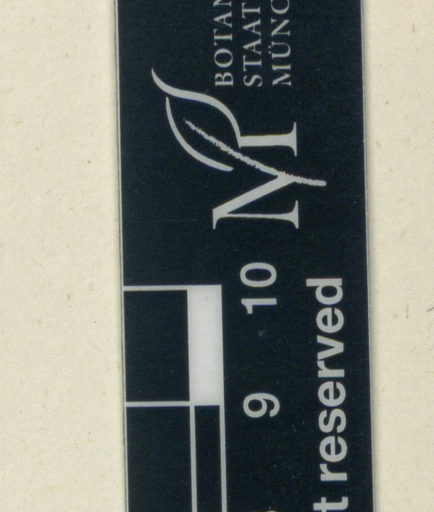 BOTAN
STAAT
MÜNC
M
9 10
t reserved